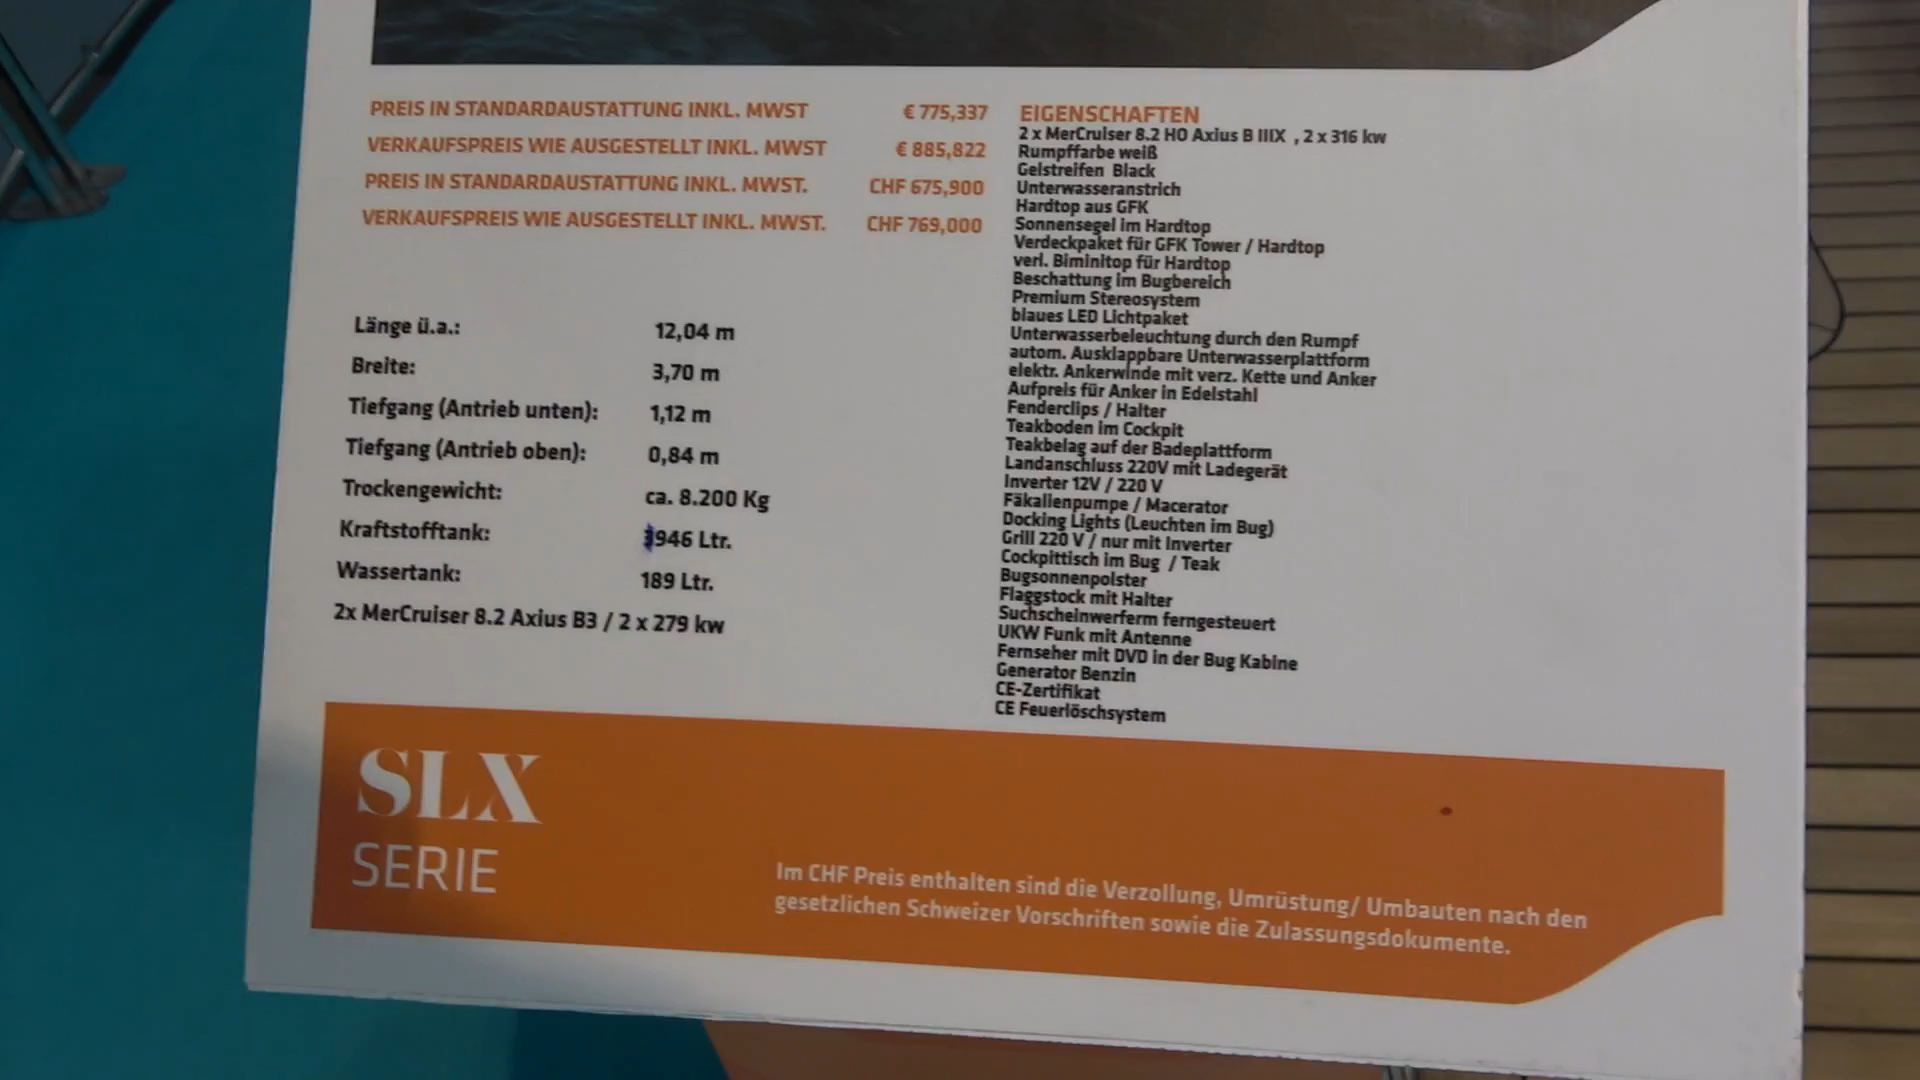 PREIS IN STANDARDAUSTATTUNG INKL. MWST € 775,337
VERKAUFSPREIS WIE AUSGESTELLT INKL. MWST € 885,822
PREIS IN STANDARDAUSTATTUNG INKL. MWST. CHF 675,900
VERKAUFSPREIS WIE AUSGESTELLT INKL. MWST. CHF 769,000
Länge ü.a.: 12,04 m
Breite: 3,70 m
Tiefgang (Antrieb unten): 1,12 m
Tiefgang (Antrieb oben): 0,84 m
Trockengewicht: ca. 8.200 Kg
Kraftstofftank: 946 Ltr.
Wassertank: 189 Ltr.
2x MerCruiser 8.2 Axius B3 / 2 x 279 kw
EIGENSCHAFTEN
2 x MerCruiser 8.2 HO Axius B IIIX , 2 x 316 kw
Rumpffarbe weiß
Gelstreifen Black
Unterwasseranstrich
Hardtop aus GFK
Sonnensegel im Hardtop
Verdeckpaket für GFK Tower / Hardtop
verl. Biminitop für Hardtop
Beschattung im Bugbereich
Premium Stereosystem
blaues LED Lichtpaket
Unterwasserbeleuchtung durch den Rumpf
autom. Ausklappbare Unterwasserplattform
elektr. Ankerwinde mit verz. Kette und Anker
Aufpreis für Anker in Edelstahl
Fenderclips / Halter
Teakboden im Cockpit
Teakbelag auf der Badeplattform
Landanschluss 220V mit Ladegerät
Inverter 12V / 220 V
Fäkalienpumpe / Macerator
Docking Lights (Leuchten im Bug)
Grill 220 V / nur mit Inverter
Cockpittisch im Bug / Teak
Bugsonnenpolster
Flaggstock mit Halter
Suchscheinwerferm ferngesteuert
UKW Funk mit Antenne
Fernseher mit DVD in der Bug Kabine
Generator Benzin
CE-Zertifikat
CE Feuerlöschsystem
SLX
SERIE
Im CHF Preis enthalten sind die Verzollung, Umrüstung/ Umbauten nach den
gesetzlichen Schweizer Vorschriften sowie die Zulassungsdokumente.